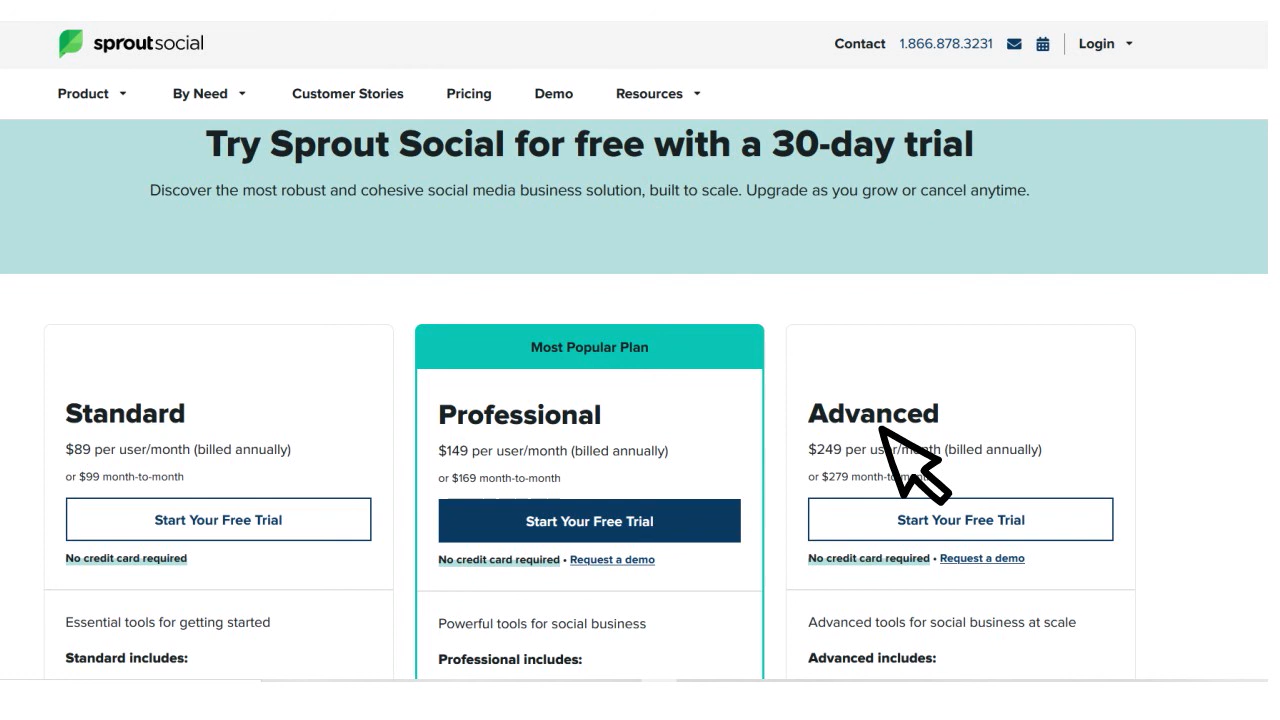 sproutsocial
Contact 1.866.878.3231 Login
Product By Need Customer Stories Pricing Demo Resources
Try Sprout Social for free with a 30-day trial
Discover the most robust and cohesive social media business solution, built to scale. Upgrade as you grow or cancel anytime.
Standard
$89 per user/month (billed annually)
or $99 month-to-month
Start Your Free Trial
No credit card required
Essential tools for getting started
Standard includes:
Most Popular Plan
Professional
$149 per user/month (billed annually)
or $169 month-to-month
Start Your Free Trial
No credit card required • Request a demo
Powerful tools for social business
Professional includes:
Advanced
$249 per user/month (billed annually)
or $279 month-to-month
Start Your Free Trial
No credit card required • Request a demo
Advanced tools for social business at scale
Advanced includes: